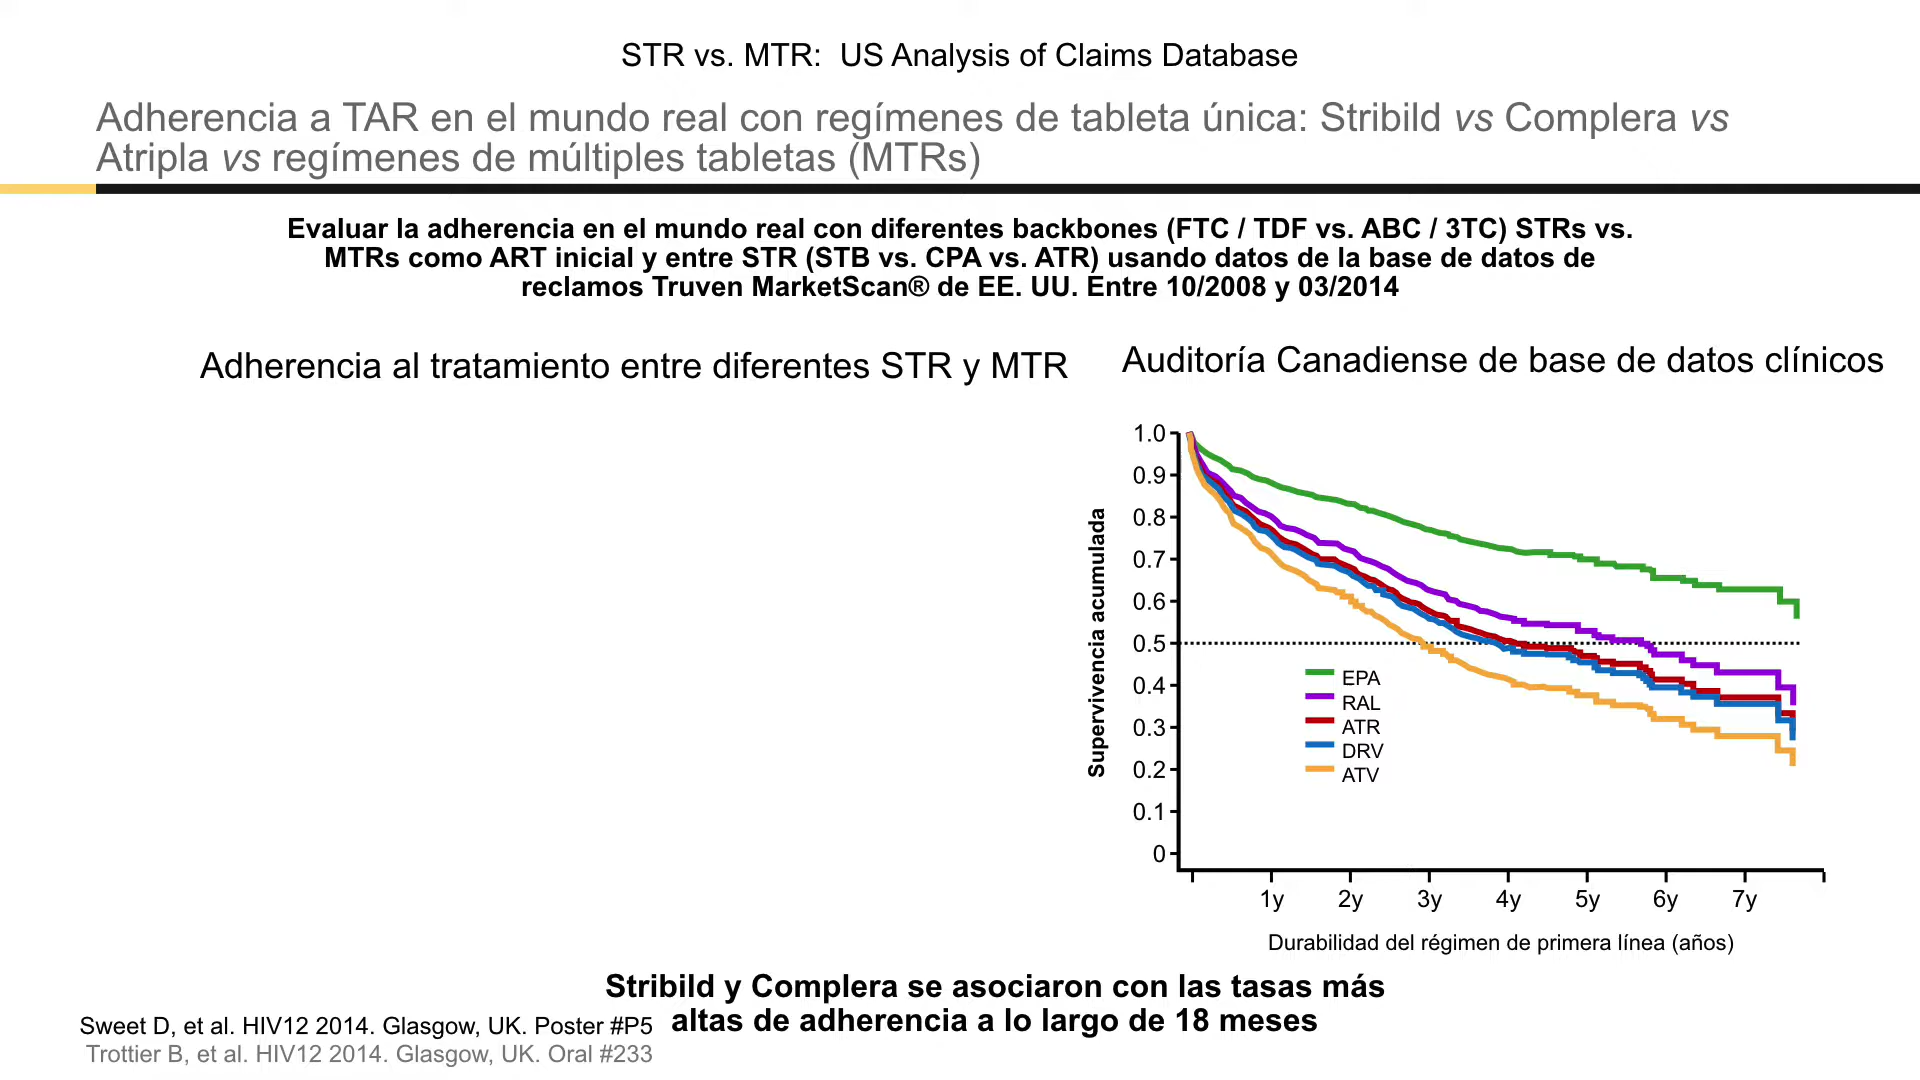 STR vs. MTR:  US Analysis of Claims Database
Adherencia a TAR en el mundo real con regímenes de tableta única: Stribild vs Complera vs
Atripla vs regímenes de múltiples tabletas (MTRs)
Evaluar la adherencia en el mundo real con diferentes backbones (FTC / TDF vs. ABC / 3TC) STRs vs.
MTRs como ART inicial y entre STR (STB vs. CPA vs. ATR) usando datos de la base de datos de
reclamos Truven MarketScan® de EE. UU. Entre 10/2008 y 03/2014
Adherencia al tratamiento entre diferentes STR y MTR
Auditoría Canadiense de base de datos clínicos
Supervivencia acumulada
1.0
0.9
0.8
0.7
0.6
0.5
0.4
0.3
0.2
0.1
0
EPA
RAL
ATR
DRV
ATV
1y 2y 3y 4y 5y 6y 7y
Durabilidad del régimen de primera línea (años)
Stribild y Complera se asociaron con las tasas más
altas de adherencia a lo largo de 18 meses
Sweet D, et al. HIV12 2014. Glasgow, UK. Poster #P5
Trottier B, et al. HIV12 2014. Glasgow, UK. Oral #233